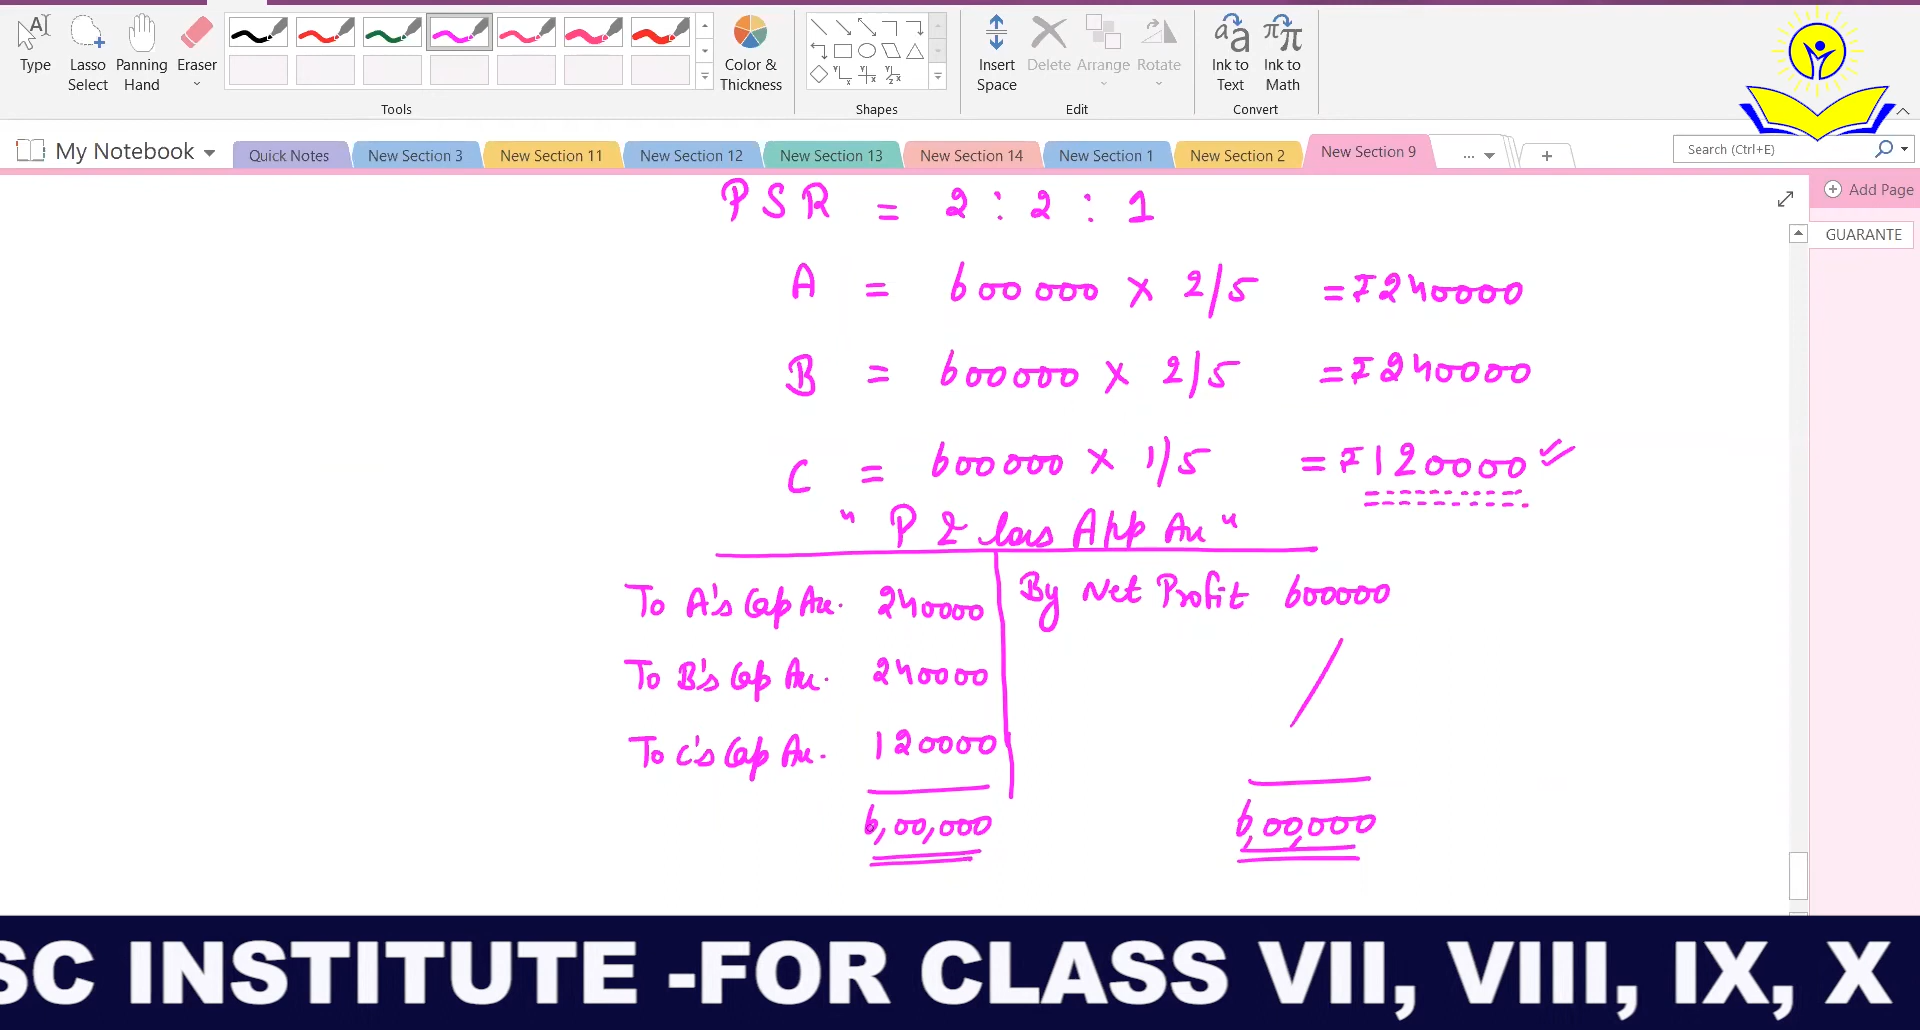 Type
Lasso Select
Panning Hand
Eraser
Color & Thickness
Insert Space
Delete
Arrange
Rotate
Ink to Text
Ink to Math
Tools
Shapes
Edit
Convert
My Notebook
Quick Notes
New Section 3
New Section 11
New Section 12
New Section 13
New Section 14
New Section 1
New Section 2
New Section 9
...
Search (Ctrl+E)
Add Page
GUARANTE
PSR = 2 : 2 : 1
A = 600000 × 2/5 = ₹240000
B = 600000 × 2/5 = ₹240000
C = 600000 × 1/5 = ₹120000
"P & loss App A/c"
To A's Cap A/c. 240000 By Net Profit 600000
To B's Cap A/c. 240000
To C's Cap A/c. 120000
6,00,000 6,00,000
SC INSTITUTE -FOR CLASS VII, VIII, IX, X